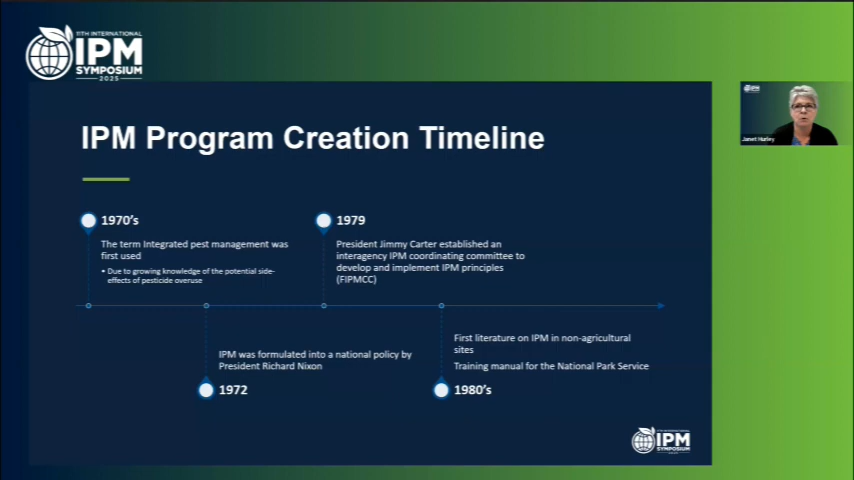 11TH INTERNATIONAL
IPM
SYMPOSIUM
2025
IPM
Janet Hurley
IPM Program Creation Timeline
1970's
The term Integrated pest management was
first used
• Due to growing knowledge of the potential side-
effects of pesticide overuse
1979
President Jimmy Carter established an
interagency IPM coordinating committee to
develop and implement IPM principles
(FIPMCC)
IPM was formulated into a national policy by
President Richard Nixon
1972
First literature on IPM in non-agricultural
sites
Training manual for the National Park Service
1980's
11TH INTERNATIONAL
IPM
SYMPOSIUM